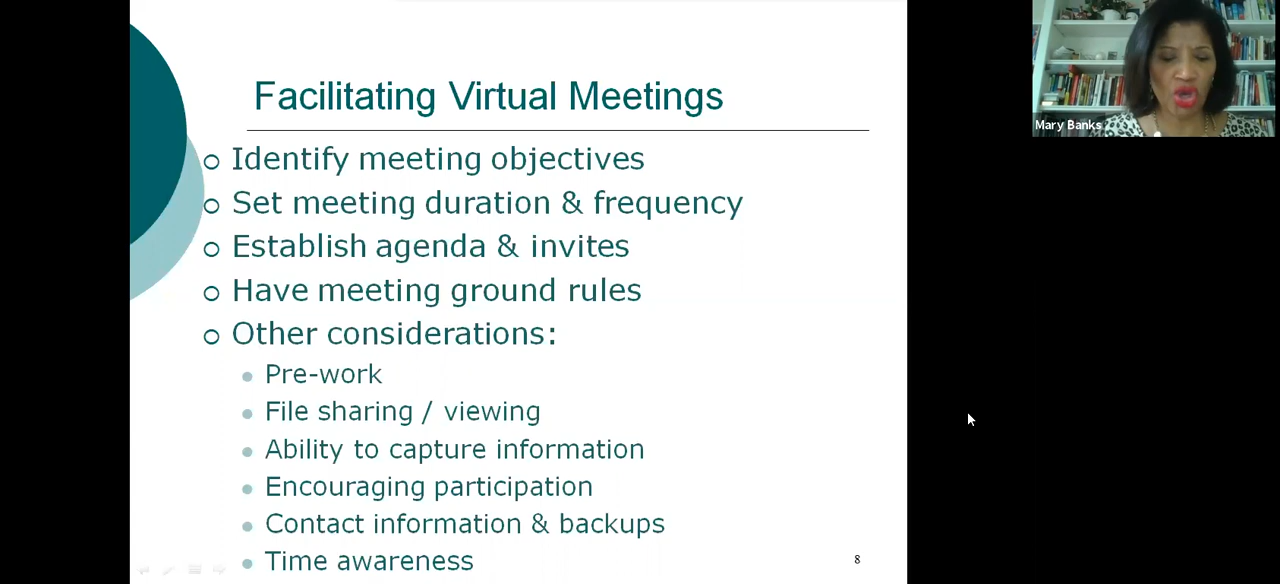 Facilitating Virtual Meetings
Identify meeting objectives
Set meeting duration & frequency
Establish agenda & invites
Have meeting ground rules
Other considerations:
Pre-work
File sharing / viewing
Ability to capture information
Encouraging participation
Contact information & backups
Time awareness
8
Mary Banks